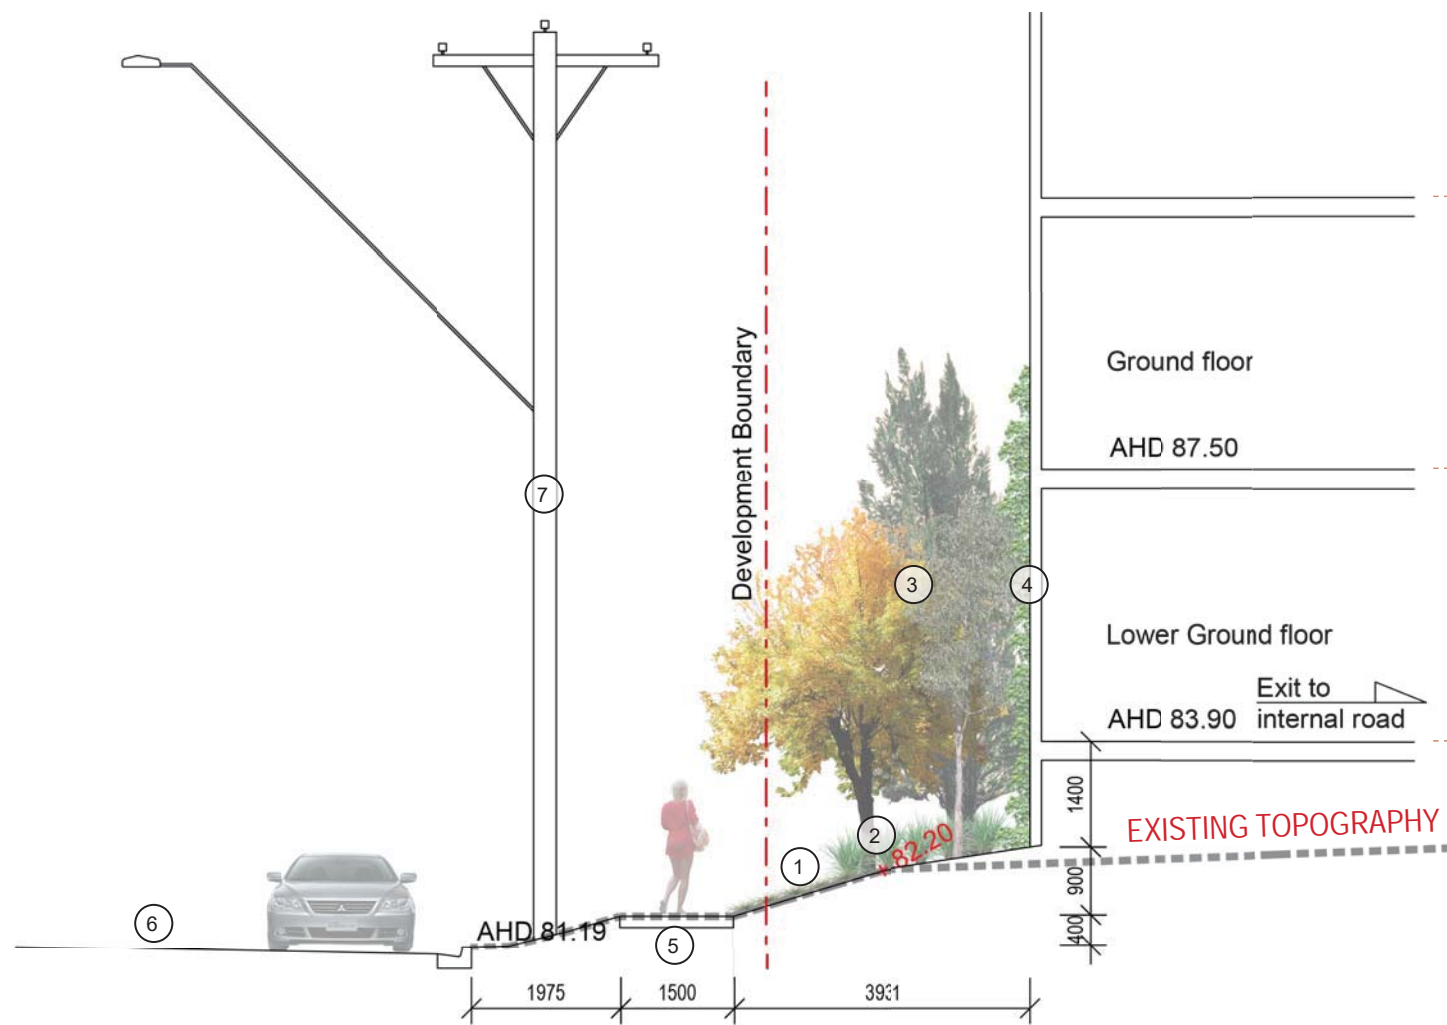 Development Boundary
Ground floor
AHD 87.50
7
3
4
Lower Ground floor
Exit to
AHD 83.90 internal road
1400
EXISTING TOPOGRAPHY
2
82.20
1
900
6
AHD 81.19
5
400
1975
1500
3931